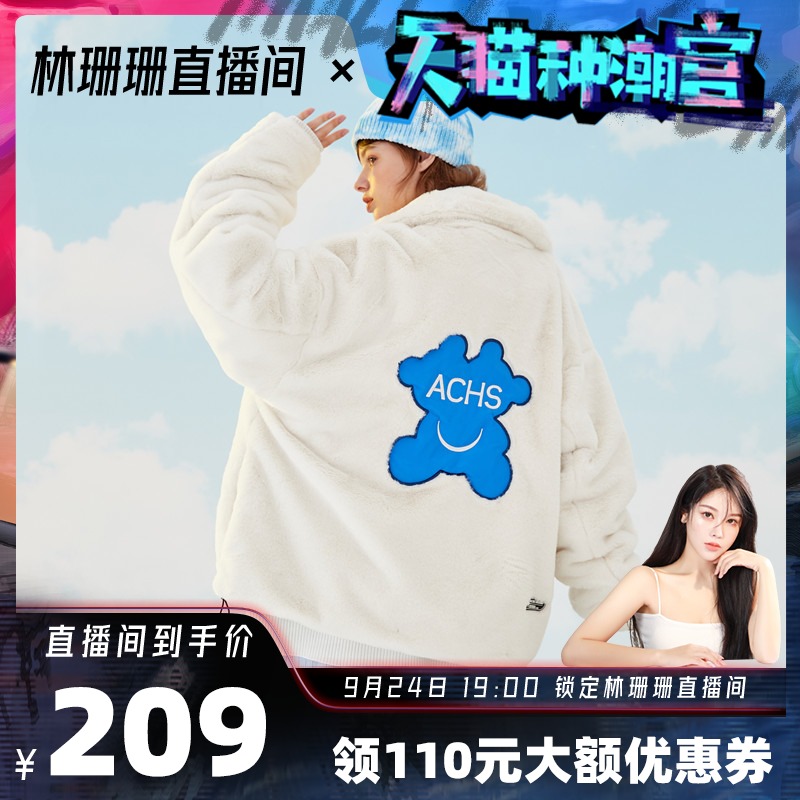 林珊珊直播间 × 天猫种潮官
ACHS
直播间到手价
¥209
9月24日 19:00 锁定林珊珊直播间
领110元大额优惠券